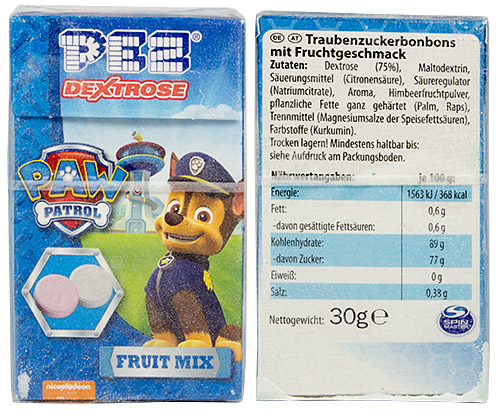 PEZ®
DEXTROSE
PAW
PATROL
FRUIT MIX
nickelodeon
DE AT Traubenzuckerbonbons
mit Fruchtgeschmack
Zutaten: Dextrose (75%), Maltodextrin,
Säuerungsmittel (Citronensäure), Säureregulator
(Natriumcitrate), Aroma, Himbeerfruchtpulver,
pflanzliche Fette ganz gehärtet (Palm, Raps),
Trennmittel (Magnesiumsalze der Speisefettsäuren),
Farbstoff (Kurkumin).
Trocken lagern! Mindestens haltbar bis:
siehe Aufdruck am Packungsboden.
Nährwertangaben: je 100 g:
Energie: 1563 kJ / 368 kcal
Fett: 0,6 g
-davon gesättigte Fettsäuren: 0,6 g
Kohlenhydrate: 89 g
-davon Zucker: 77 g
Eiweiß: 0 g
Salz: 0,38 g
Nettogewicht: 30g e
SPIN
MASTER